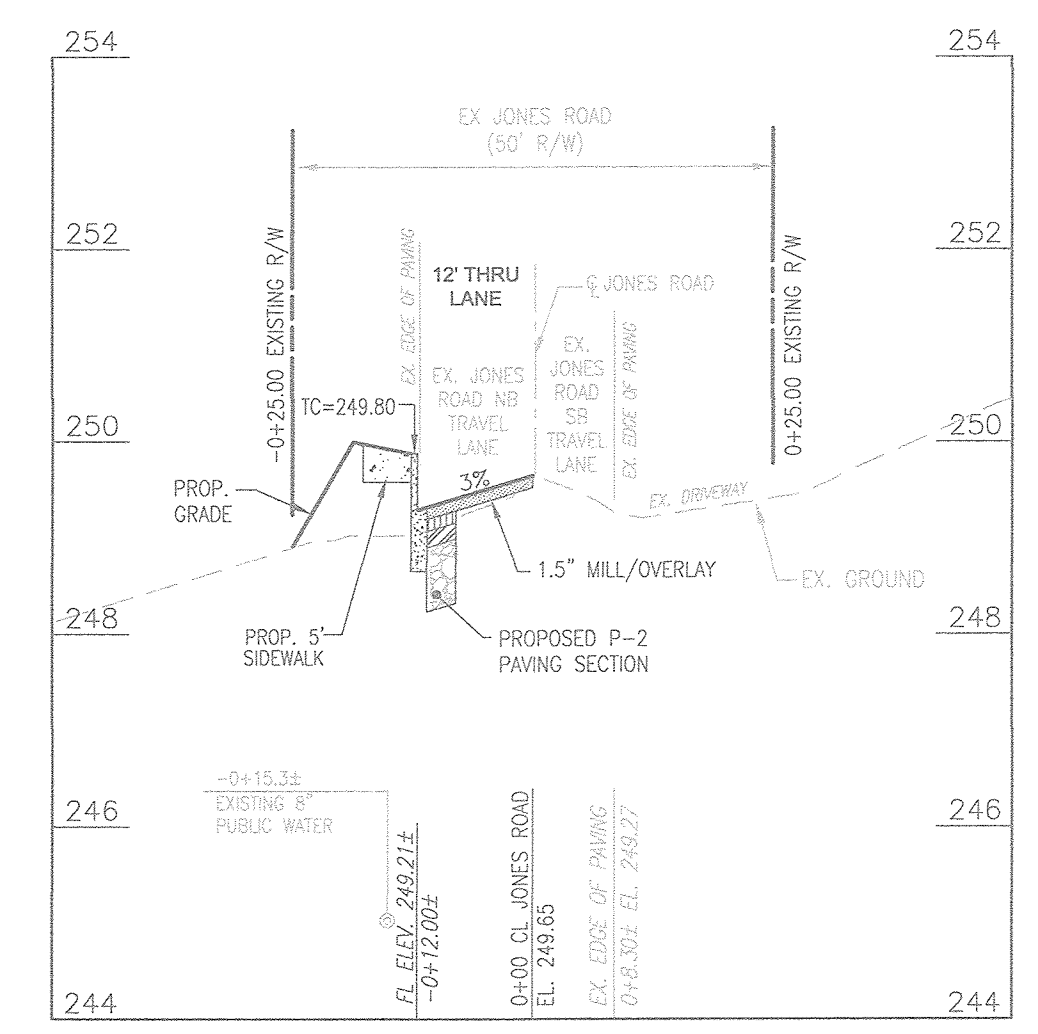 254
254
EX JONES ROAD
(50' R/W)
252
252
-0+25.00 EXISTING R/W
EX. EDGE OF PAVING
12' THRU
LANE
℄ JONES ROAD
0+25.00 EXISTING R/W
EX. JONES
ROAD NB
TRAVEL
LANE
EX.
JONES
ROAD
SB
TRAVEL
LANE
EX. EDGE OF PAVING
TC=249.80
250
250
3%
EX. DRIVEWAY
PROP.
GRADE
1.5" MILL/OVERLAY
EX. GROUND
248
248
PROP. 5'
SIDEWALK
PROPOSED P-2
PAVING SECTION
-0+15.3±
EXISTING 8"
PUBLIC WATER
246
246
FL ELEV. 249.21±
-0+12.00±
0+00 CL JONES ROAD
EL. 249.65
EX. EDGE OF PAVING
0+8.30± EL. 249.27
244
244